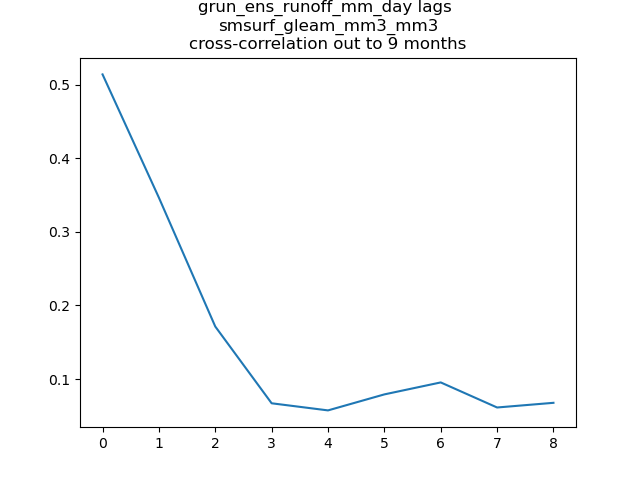 grun_ens_runoff_mm_day lags
smsurf_gleam_mm3_mm3
cross-correlation out to 9 months
0.5
0.4
0.3
0.2
0.1
0 1 2 3 4 5 6 7 8